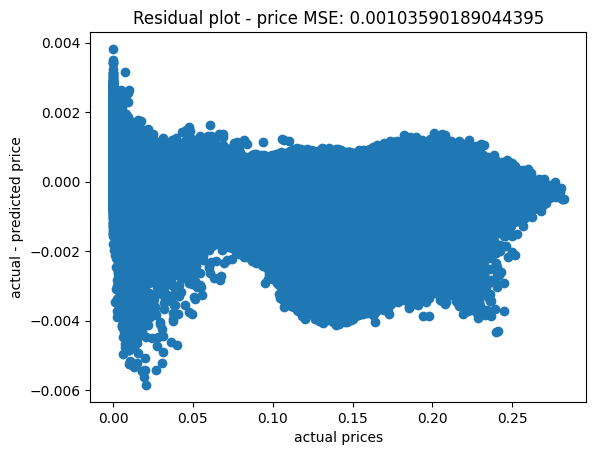 Residual plot - price MSE: 0.00103590189044395
0.004
0.002
0.000
−0.002
−0.004
−0.006
actual - predicted price
0.00 0.05 0.10 0.15 0.20 0.25
actual prices